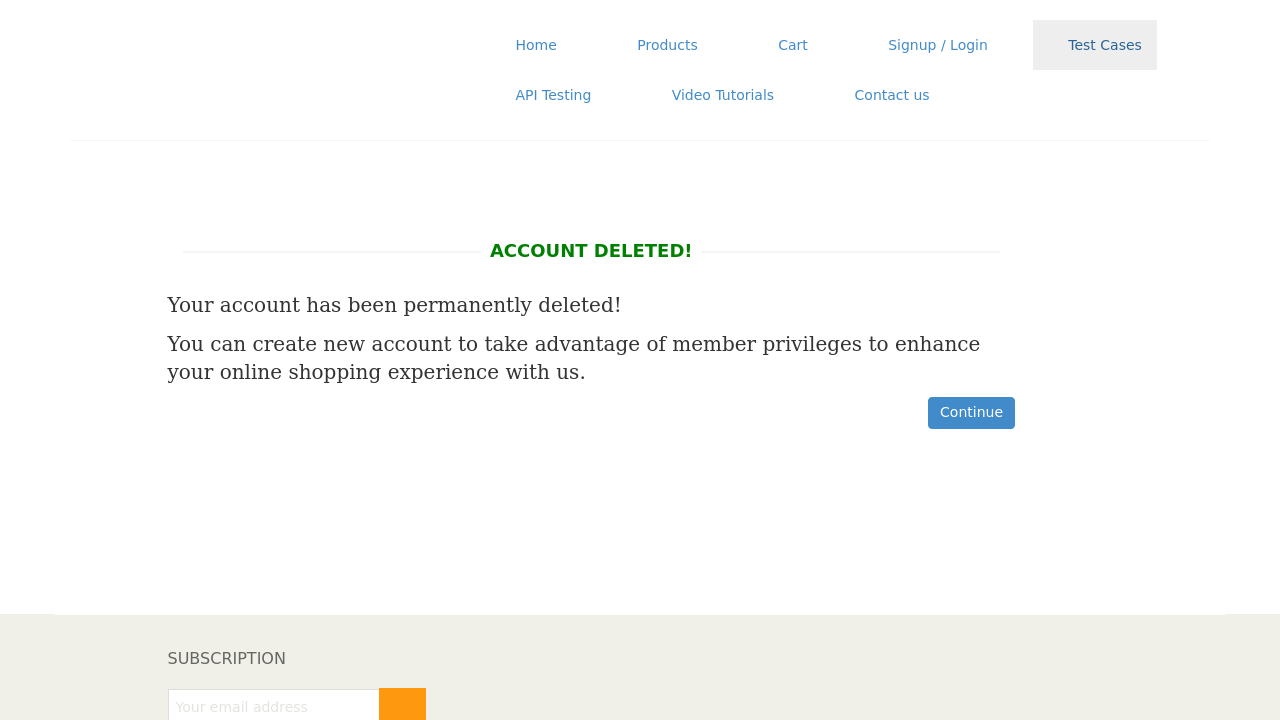 Home Products Cart Signup / Login Test Cases
API Testing Video Tutorials Contact us
ACCOUNT DELETED!
Your account has been permanently deleted!
You can create new account to take advantage of member privileges to enhance
your online shopping experience with us.
Continue
SUBSCRIPTION
Your email address